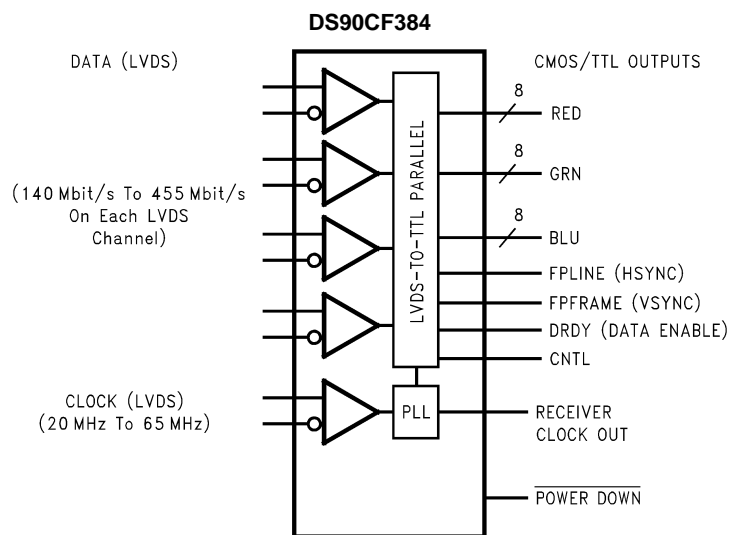 DS90CF384
DATA (LVDS)
CMOS/TTL OUTPUTS
8
RED
8
GRN
(140 Mbit/s To 455 Mbit/s
On Each LVDS
Channel)
8
BLU
LVDS-TO-TTL PARALLEL
FPLINE (HSYNC)
FPFRAME (VSYNC)
DRDY (DATA ENABLE)
CNTL
CLOCK (LVDS)
(20 MHz To 65 MHz)
PLL
RECEIVER
CLOCK OUT
POWER DOWN